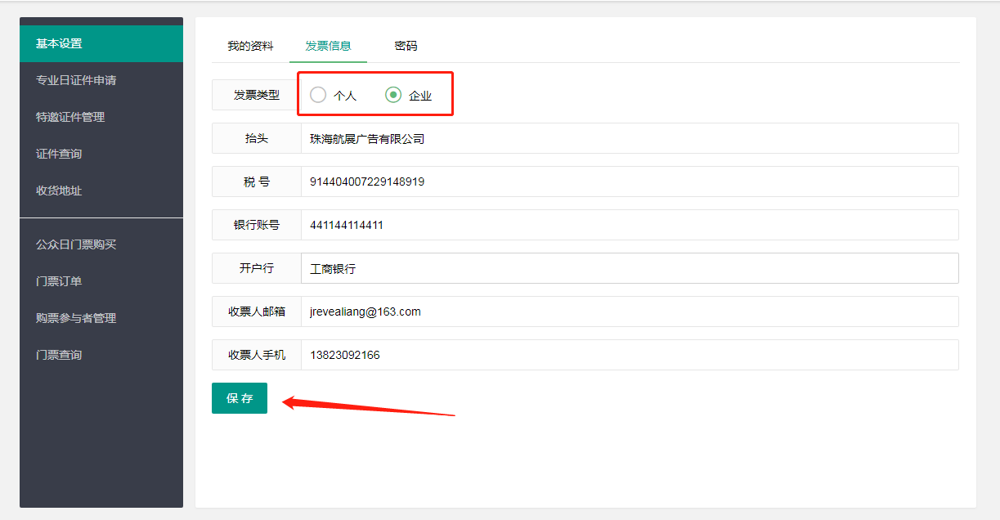 基本设置
专业日证件申请
特邀证件管理
证件查询
收货地址
公众日门票购买
门票订单
购票参与者管理
门票查询
我的资料 发票信息 密码
发票类型 个人 企业
抬头 珠海航展广告有限公司
税 号 914404007229148919
银行账号 441144114411
开户行 工商银行
收票人邮箱 jrevealiang@163.com
收票人手机 13823092166
保 存